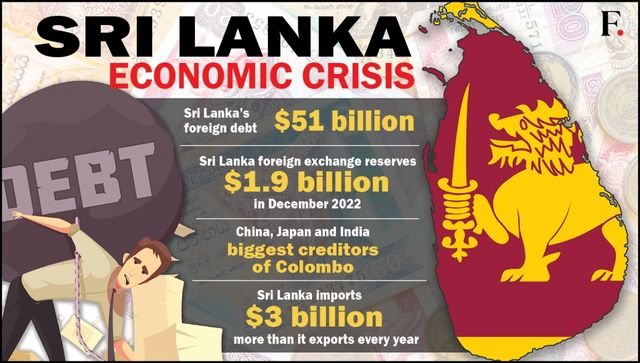 SRI LANKA
F.
ECONOMIC CRISIS
Sri Lanka's
foreign debt
$51 billion
Sri Lanka foreign exchange reserves
$1.9 billion
in December 2022
China, Japan and India
biggest creditors
of Colombo
Sri Lanka imports
$3 billion
more than it exports every year
DEBT